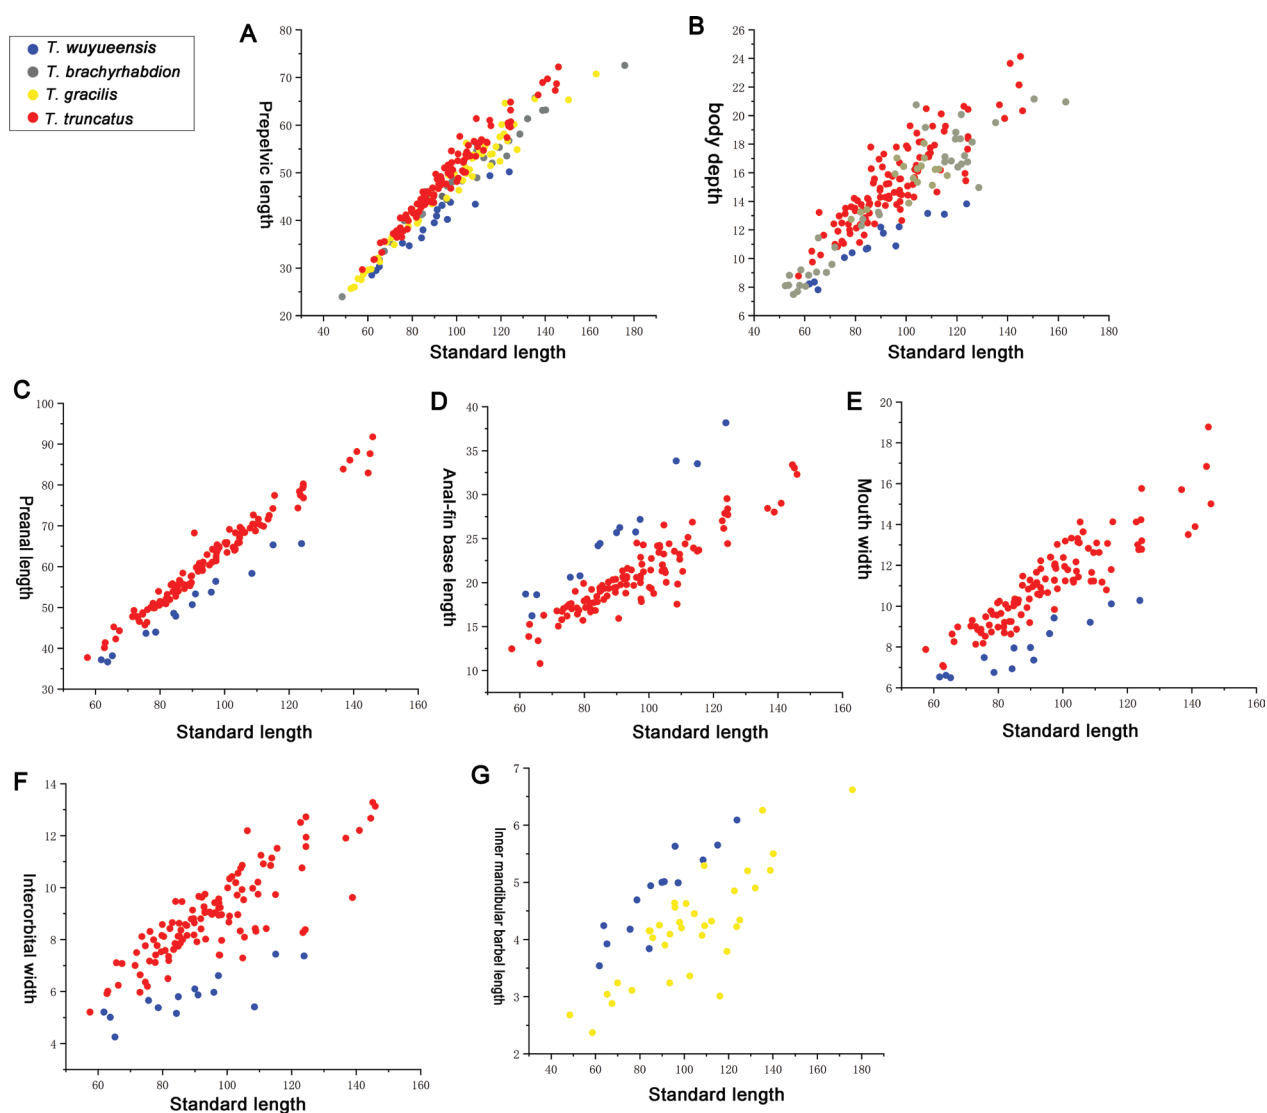 T. wuyueensis
T. brachyrhabdion
T. gracilis
T. truncatus
A
Prepelvic length
80
70
60
50
40
30
20
40 60 80 100 120 140 160 180
Standard length
B
body depth
26
24
22
20
18
16
14
12
10
8
6
40 60 80 100 120 140 160 180
Standard length
C
Preanal length
100
90
80
70
60
50
40
30
60 80 100 120 140 160
Standard length
D
Anal-fin base length
40
35
30
25
20
15
10
60 80 100 120 140 160
Standard length
E
Mouth width
20
18
16
14
12
10
8
6
60 80 100 120 140 160
Standard length
F
Interorbital width
14
12
10
8
6
4
60 80 100 120 140 160
Standard length
G
Inner mandibular barbel length
7
6
5
4
3
2
40 60 80 100 120 140 160 180
Standard length